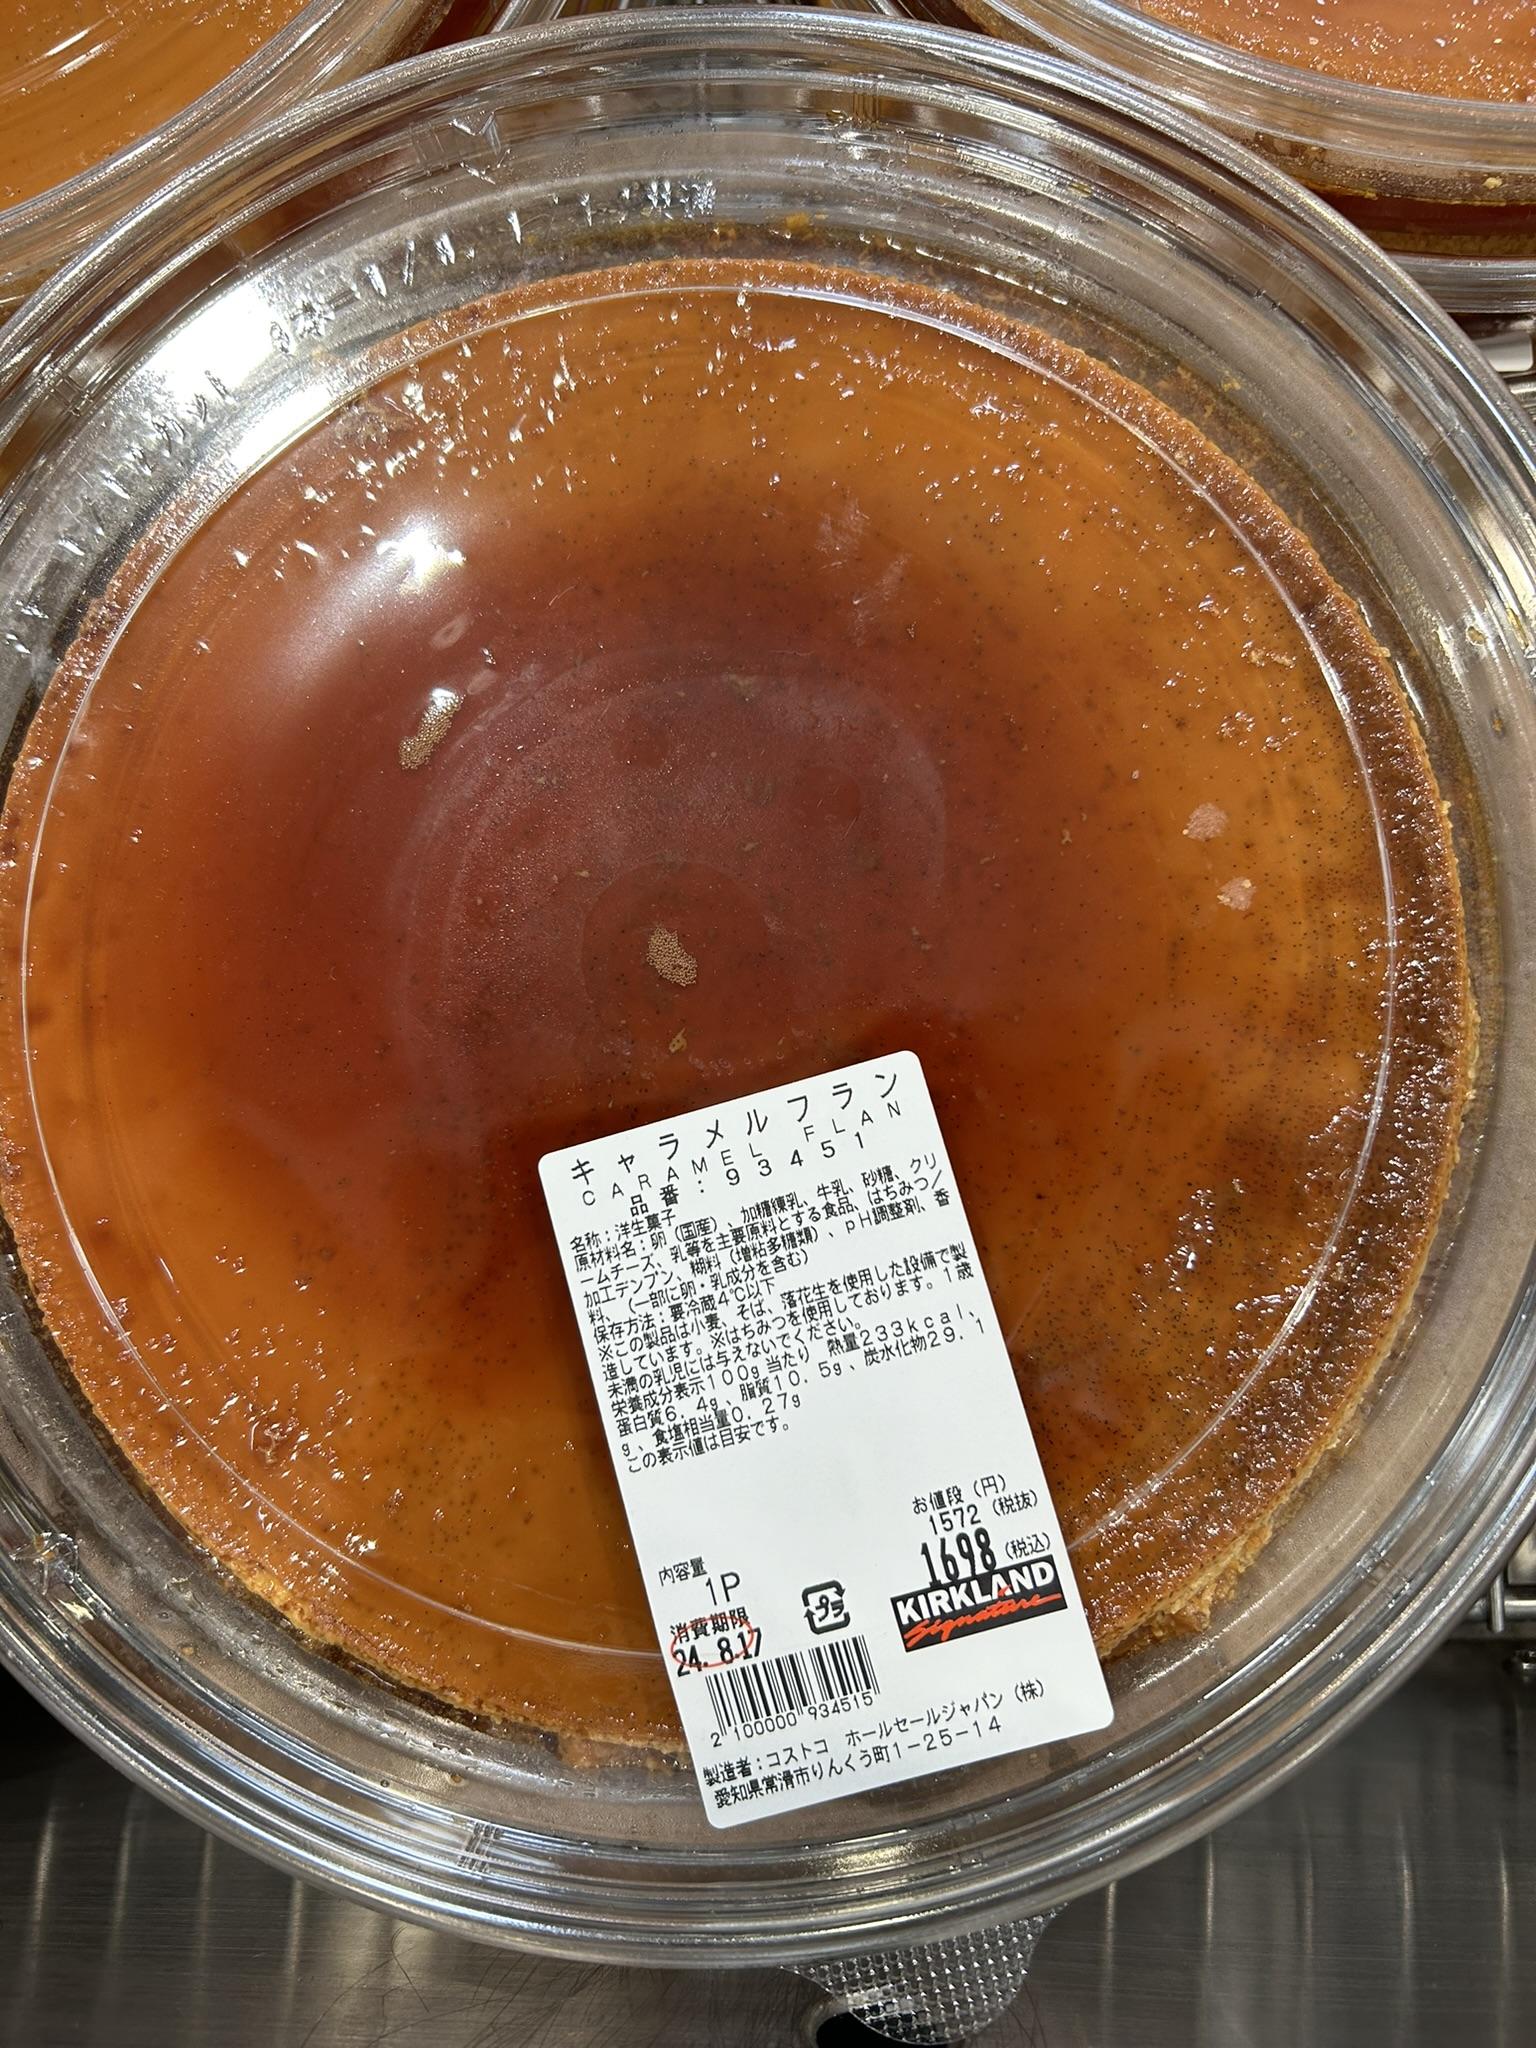 キャラメルフラン
CARAMEL FLAN
品番:93451
名称:洋生菓子
原材料名:卵(国産)、加糖練乳、牛乳、砂糖、クリ
ームチーズ、乳等を主要原料とする食品、はちみつ/
加工デンプン、糊料(増粘多糖類)、pH調整剤、香
料、(一部に卵・乳成分を含む)
保存方法:要冷蔵4℃以下
※この製品は小麦、そば、落花生を使用した設備で製
造しています。※はちみつを使用しております。1歳
未満の乳児には与えないでください。
栄養成分表示100g当たり 熱量233kcal、
蛋白質6.4g、脂質10.5g、炭水化物29.1
g、食塩相当量0.27g
この表示値は目安です。
お値段(円)
1572(税抜)
1698(税込)
内容量
1P
プラ
KIRKLAND
Signature
消費期限
24.8.17
2 100000 934515
製造者:コストコ ホールセールジャパン(株)
愛知県常滑市りんくう町1-25-14